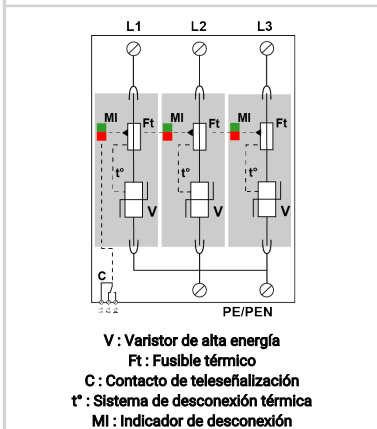 L1 L2 L3
MI Ft MI Ft MI Ft
t° t° t°
V V V
C
PE/PEN
V : Varistor de alta energía
Ft : Fusible térmico
C : Contacto de teleseñalización
t° : Sistema de desconexión térmica
MI : Indicador de desconexión